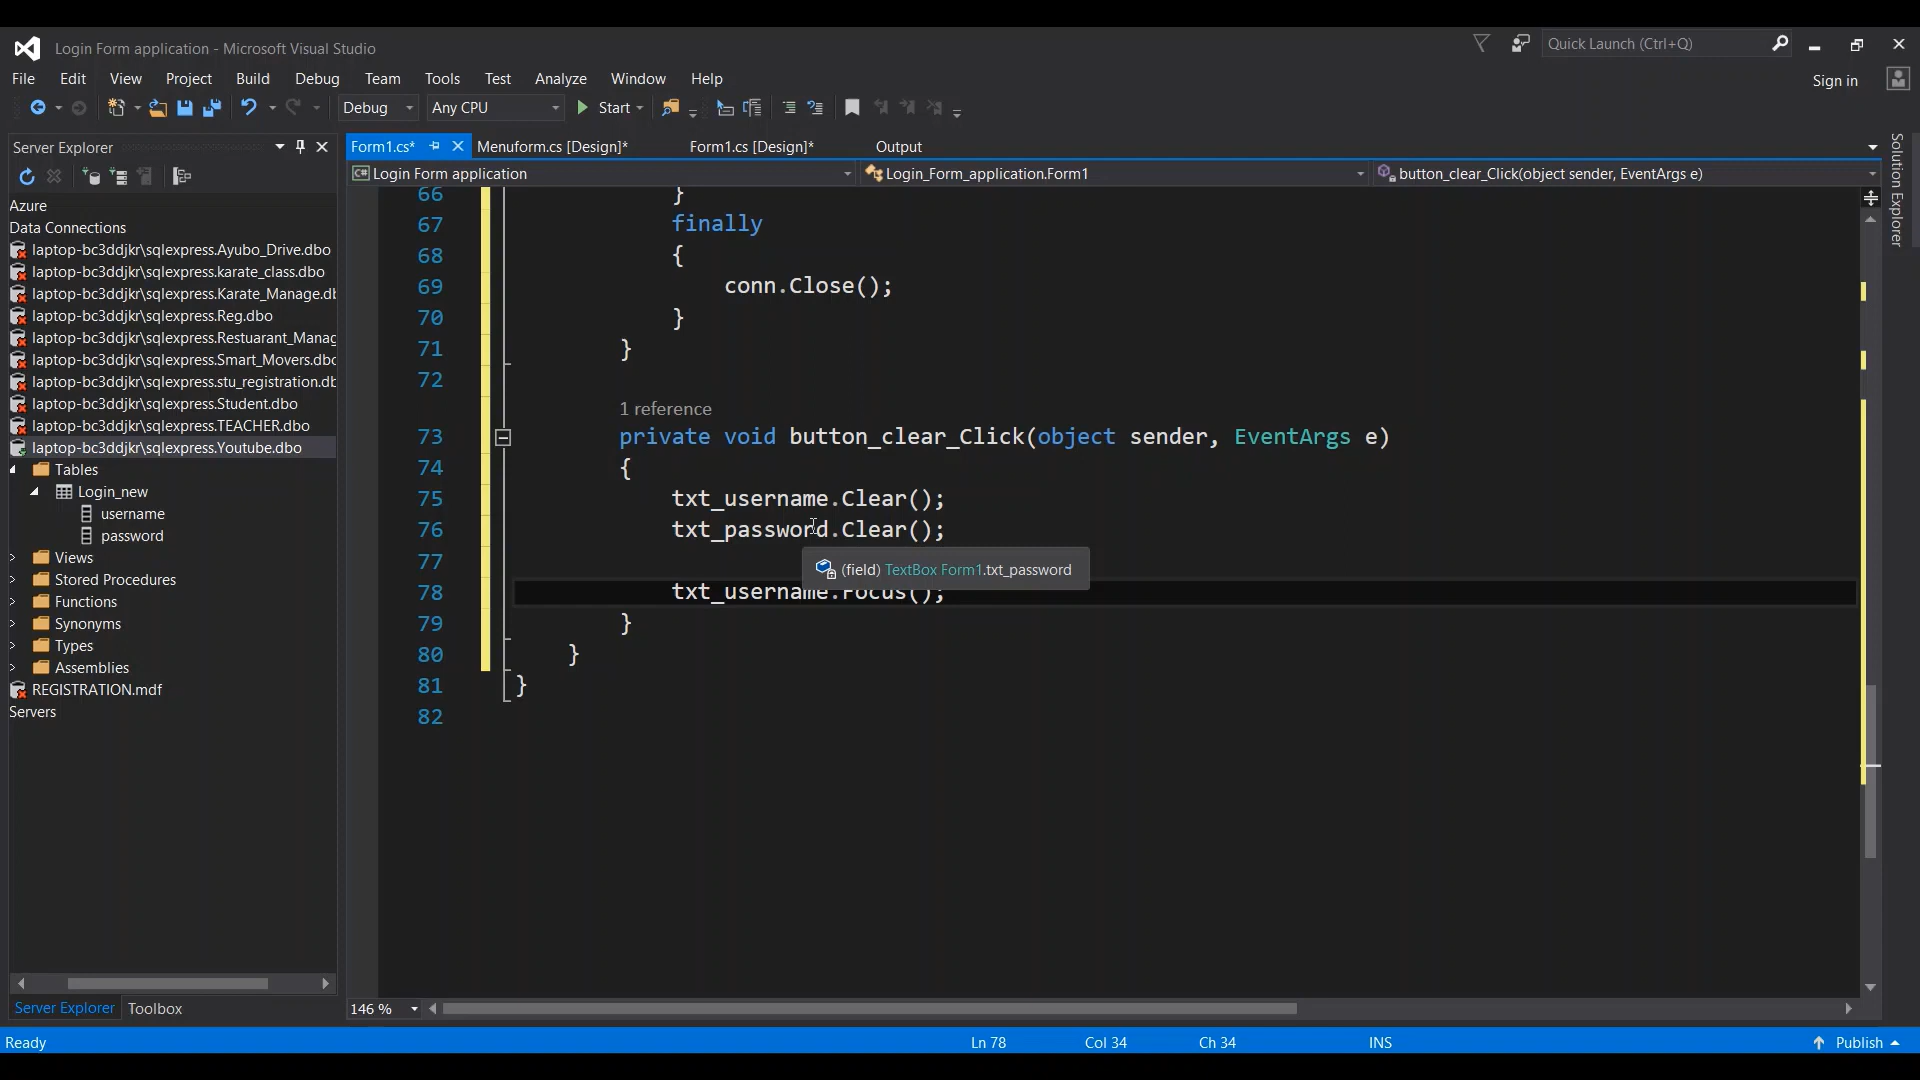 Login Form application - Microsoft Visual Studio
Quick Launch (Ctrl+Q)
File Edit View Project Build Debug Team Tools Test Analyze Window Help
Sign in
Debug Any CPU Start
Server Explorer
Form1.cs* Menuform.cs [Design]* Form1.cs [Design]* Output
C# Login Form application Login_Form_application.Form1 button_clear_Click(object sender, EventArgs e)
Solution Explorer
Azure
Data Connections
laptop-bc3ddjkr\sqlexpress.Ayubo_Drive.dbo
laptop-bc3ddjkr\sqlexpress.karate_class.dbo
laptop-bc3ddjkr\sqlexpress.Karate_Manage.db
laptop-bc3ddjkr\sqlexpress.Reg.dbo
laptop-bc3ddjkr\sqlexpress.Restuarant_Manag
laptop-bc3ddjkr\sqlexpress.Smart_Movers.dbo
laptop-bc3ddjkr\sqlexpress.stu_registration.db
laptop-bc3ddjkr\sqlexpress.Student.dbo
laptop-bc3ddjkr\sqlexpress.TEACHER.dbo
laptop-bc3ddjkr\sqlexpress.Youtube.dbo
Tables
Login_new
username
password
Views
Stored Procedures
Functions
Synonyms
Types
Assemblies
REGISTRATION.mdf
Servers
Server Explorer Toolbox
66 }
67 finally
68 {
69 conn.Close();
70 }
71 }
72
1 reference
73 private void button_clear_Click(object sender, EventArgs e)
74 {
75 txt_username.Clear();
76 txt_password.Clear();
77
(field) TextBox Form1.txt_password
78 txt_username.Focus();
79 }
80 }
81 }
82
146 %
Ready Ln 78 Col 34 Ch 34 INS Publish